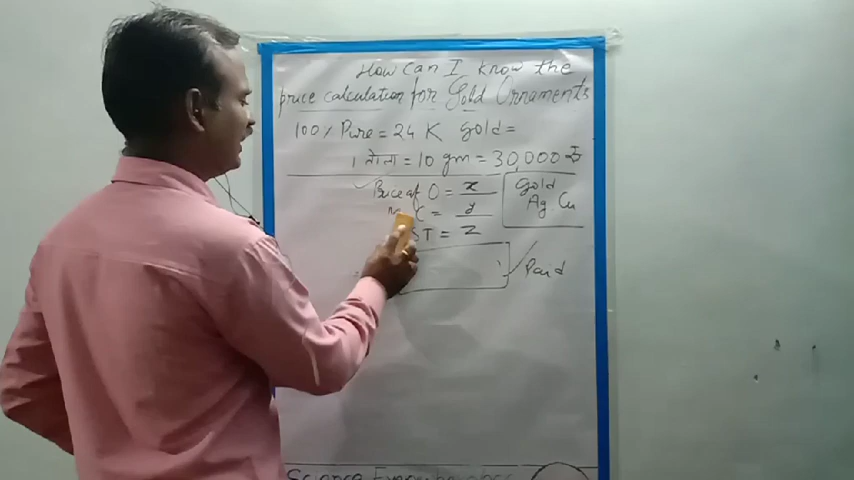 How can I know the
price calculation for Gold Ornaments
100% Pure = 24 K gold =
1 तोला = 10 gm = 30,000 रु
Price of O = x
C = y
ST = z
Gold
Ag Cu
Paid
Science